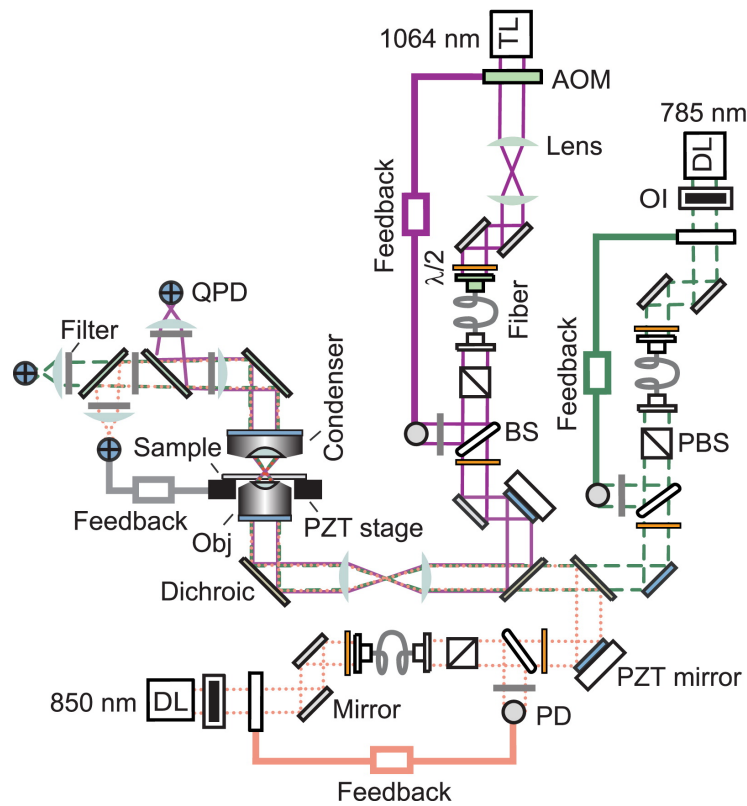 1064 nm
TL
AOM
785 nm
DL
Lens
OI
Feedback
λ/2
Fiber
QPD
Filter
Feedback
Condenser
BS
PBS
Sample
Feedback
PZT stage
Obj
Dichroic
PZT mirror
850 nm
DL
Mirror
PD
Feedback